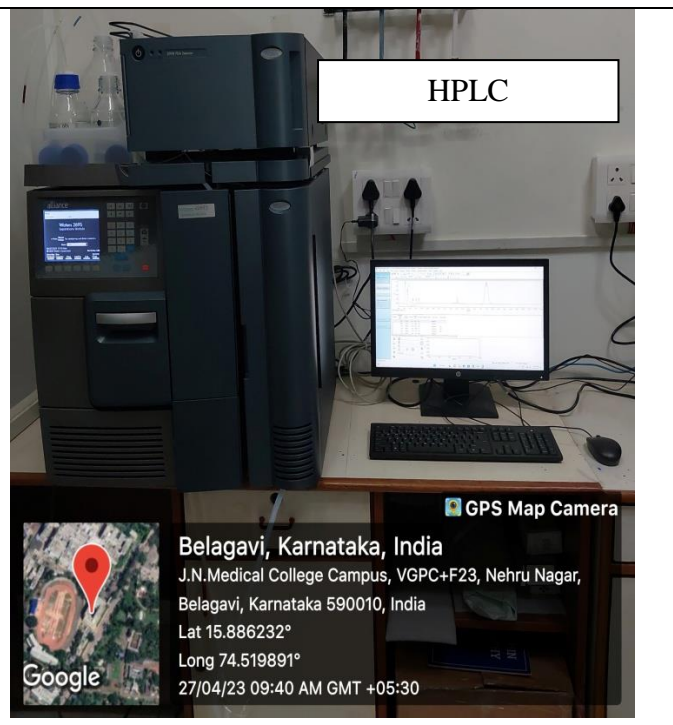 HPLC
alliance
Waters 2695
GPS Map Camera
Belagavi, Karnataka, India
J.N.Medical College Campus, VGPC+F23, Nehru Nagar,
Belagavi, Karnataka 590010, India
Lat 15.886232°
Long 74.519891°
27/04/23 09:40 AM GMT +05:30
Google